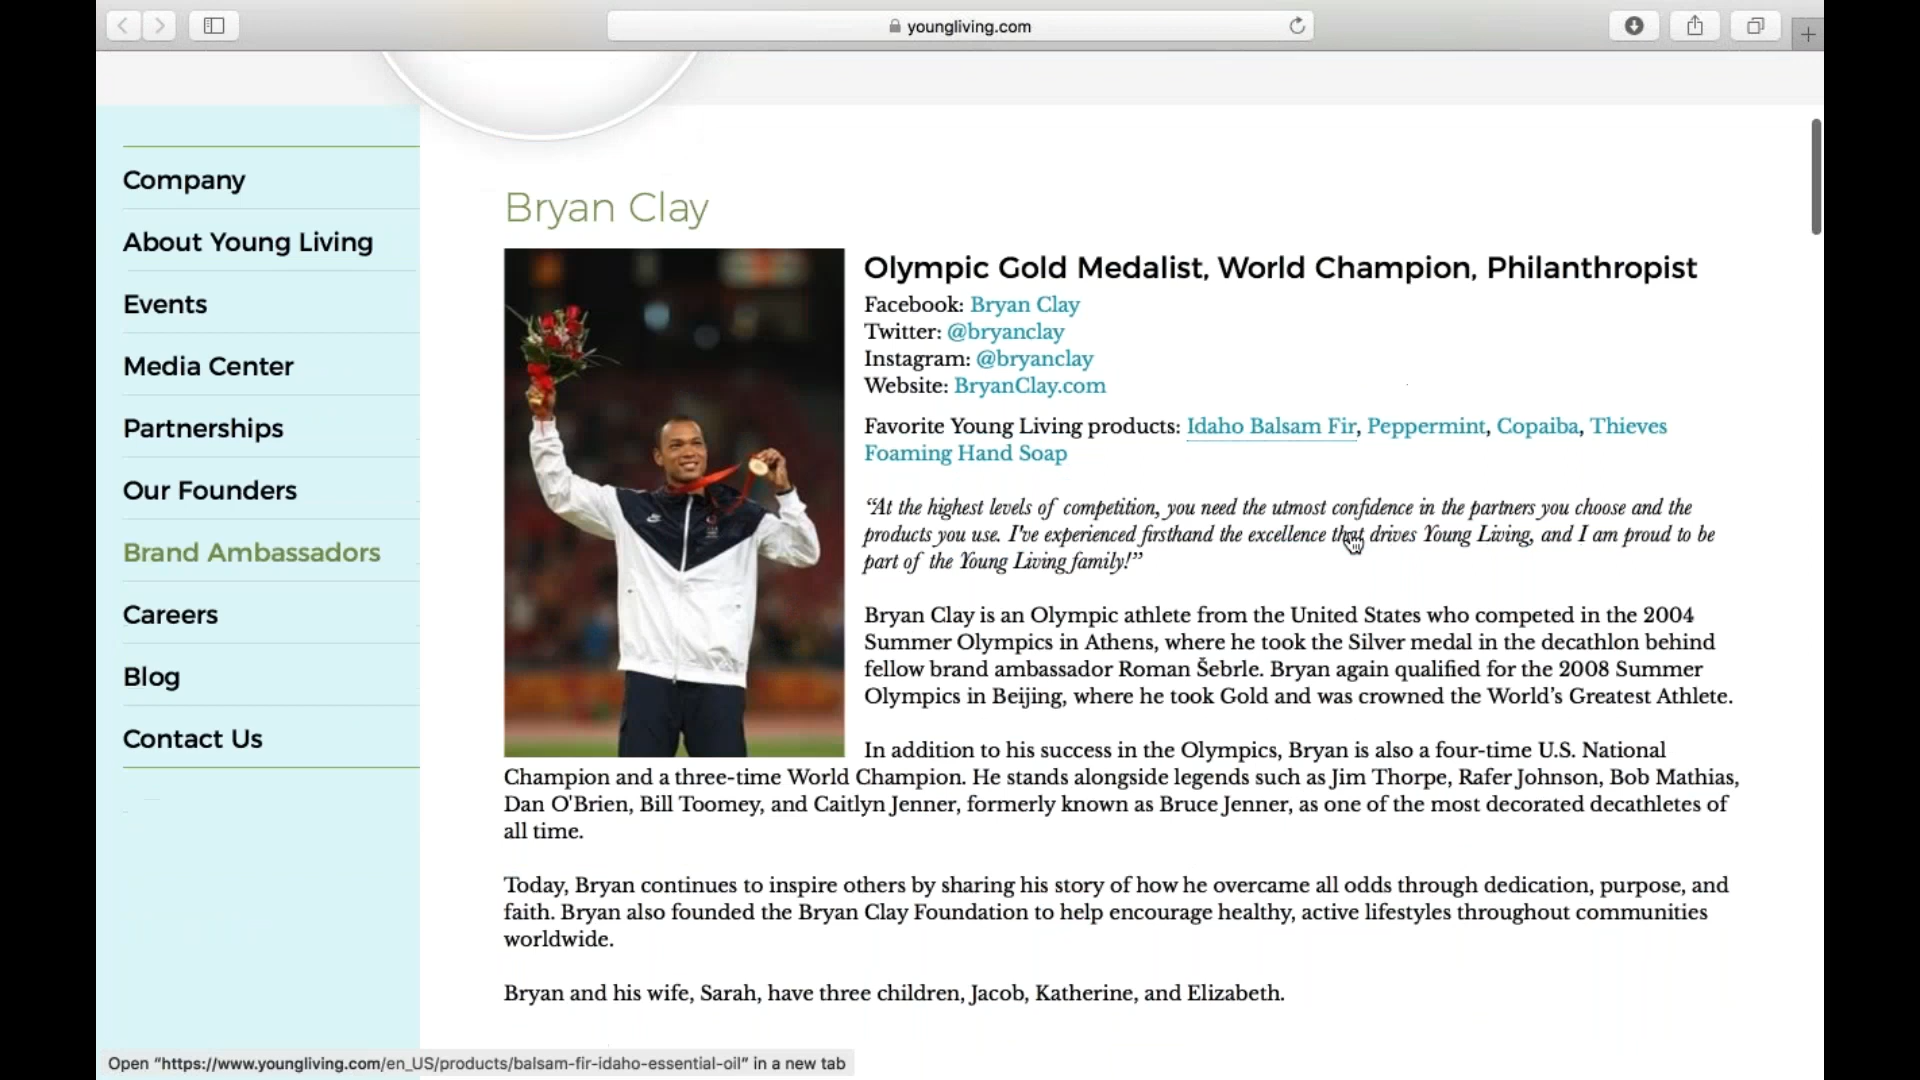 youngliving.com
Company
About Young Living
Events
Media Center
Partnerships
Our Founders
Brand Ambassadors
Careers
Blog
Contact Us
Bryan Clay
Olympic Gold Medalist, World Champion, Philanthropist
Facebook: Bryan Clay
Twitter: @bryanclay
Instagram: @bryanclay
Website: BryanClay.com
Favorite Young Living products: Idaho Balsam Fir, Peppermint, Copaiba, Thieves
Foaming Hand Soap
“At the highest levels of competition, you need the utmost confidence in the partners you choose and the
products you use. I’ve experienced firsthand the excellence that drives Young Living, and I am proud to be
part of the Young Living family!”
Bryan Clay is an Olympic athlete from the United States who competed in the 2004
Summer Olympics in Athens, where he took the Silver medal in the decathlon behind
fellow brand ambassador Roman Šebrle. Bryan again qualified for the 2008 Summer
Olympics in Beijing, where he took Gold and was crowned the World’s Greatest Athlete.
In addition to his success in the Olympics, Bryan is also a four-time U.S. National
Champion and a three-time World Champion. He stands alongside legends such as Jim Thorpe, Rafer Johnson, Bob Mathias,
Dan O'Brien, Bill Toomey, and Caitlyn Jenner, formerly known as Bruce Jenner, as one of the most decorated decathletes of
all time.
Today, Bryan continues to inspire others by sharing his story of how he overcame all odds through dedication, purpose, and
faith. Bryan also founded the Bryan Clay Foundation to help encourage healthy, active lifestyles throughout communities
worldwide.
Bryan and his wife, Sarah, have three children, Jacob, Katherine, and Elizabeth.
Open “https://www.youngliving.com/en_US/products/balsam-fir-idaho-essential-oil” in a new tab